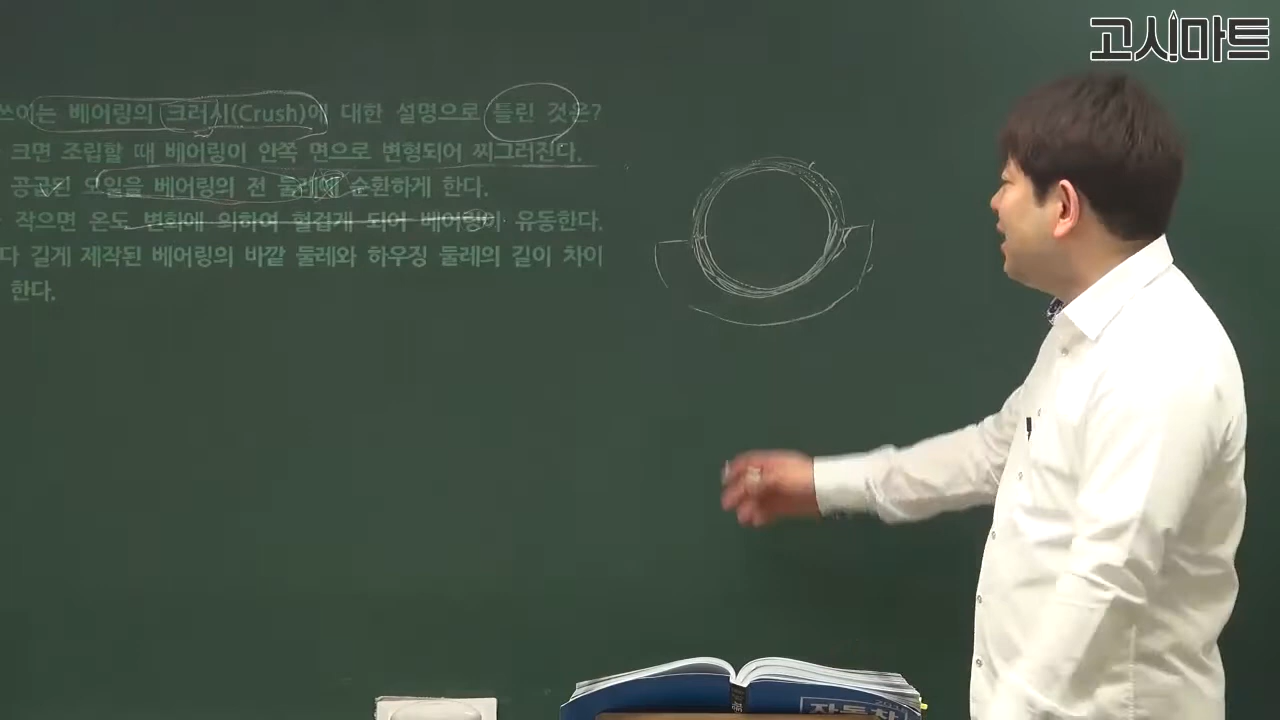 고시마트
쓰이는 베어링의 크러시(Crush)에 대한 설명으로 틀린 것은?
크면 조립할 때 베어링이 안쪽 면으로 변형되어 찌그러진다.
공급된 오일을 베어링의 전 둘레에 순환하게 한다.
작으면 온도 변화에 의하여 헐겁게 되어 베어링이 유동한다.
다 길게 제작된 베어링의 바깥 둘레와 하우징 둘레의 길이 차이
한다.